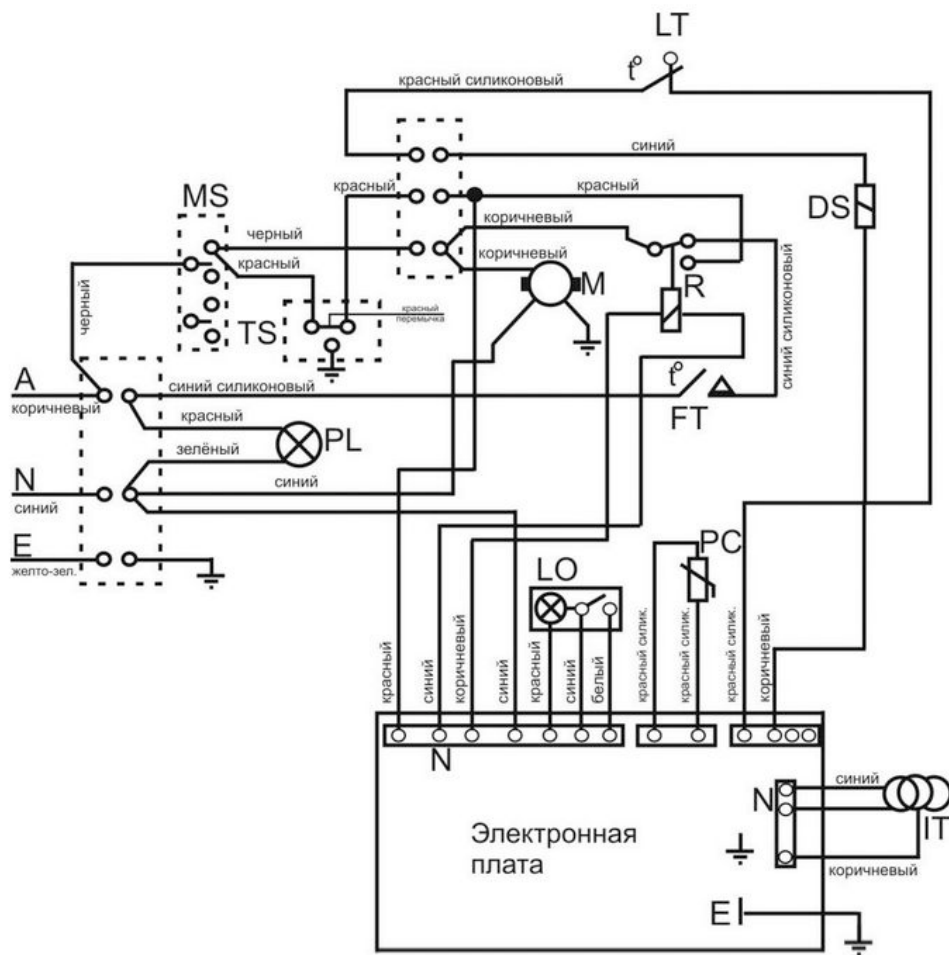 LT
t°
красный силиконовый
синий
MS
красный
красный
DS
коричневый
черный
коричневый
красный
M
R
черный
TS
красный
перемычка
синий силиконовый
A
синий силиконовый
t°
коричневый
FT
красный
PL
зелёный
N
синий
синий
E
желто-зел.
PC
LO
красный
синий
коричневый
синий
красный
синий
белый
красный силик.
красный силик.
красный силик.
коричневый
N
синий
N
IT
Электронная
плата
коричневый
E